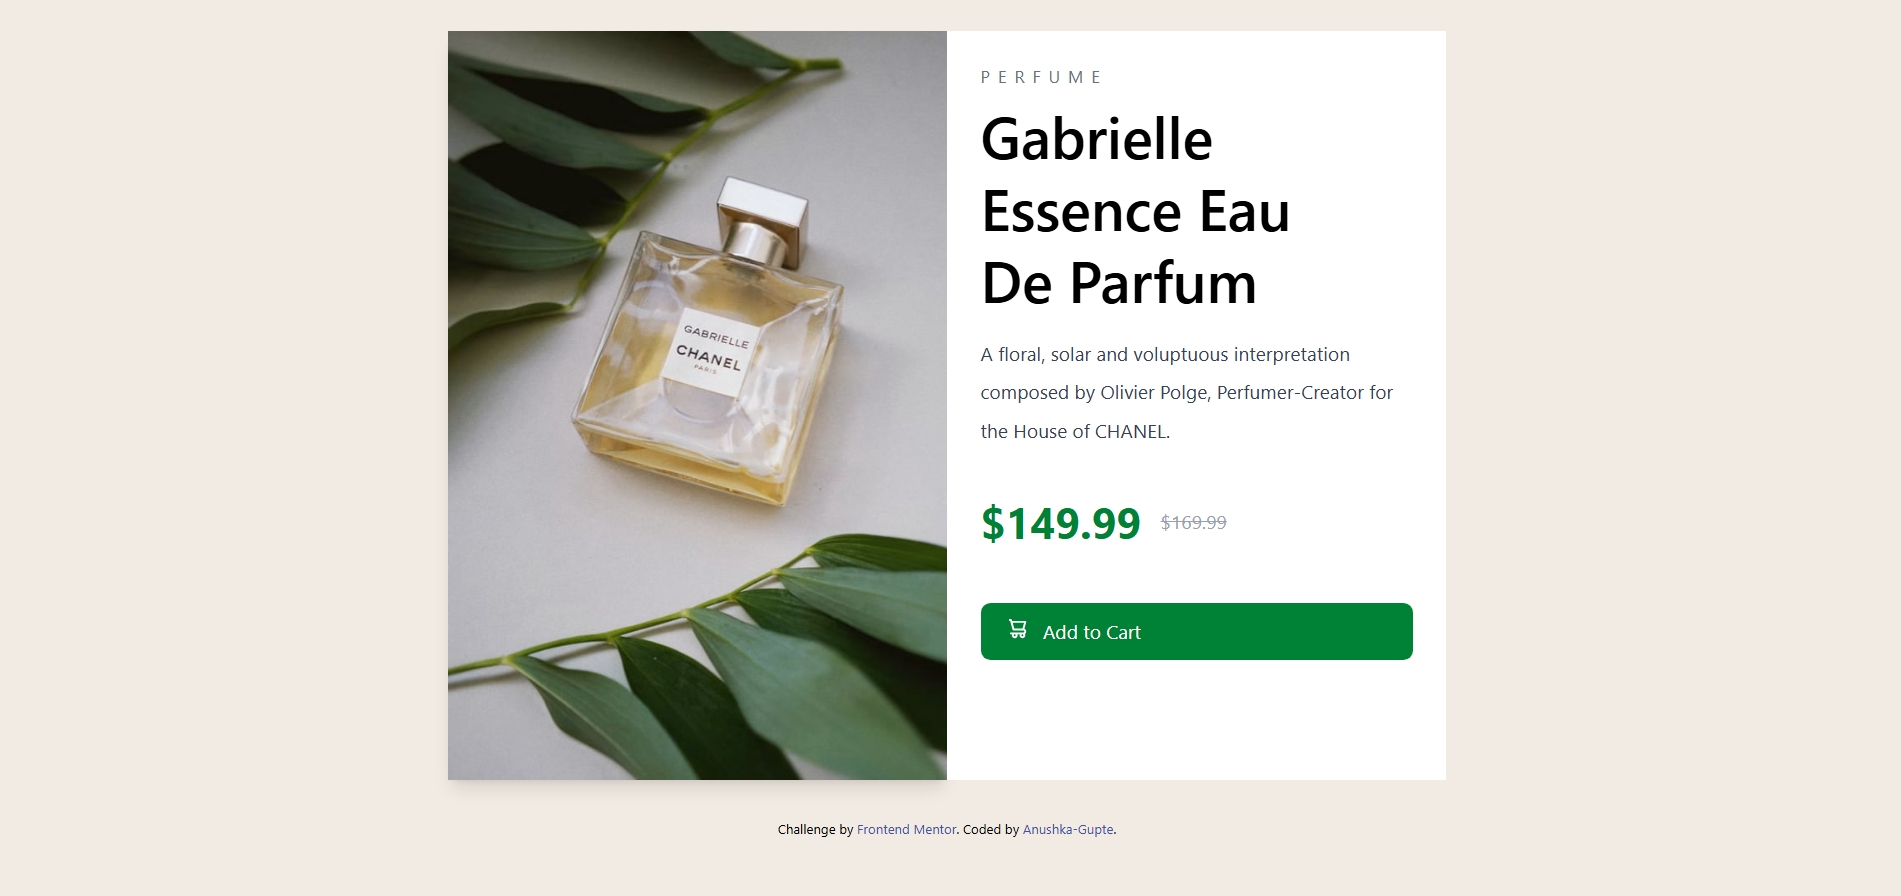 GABRIELLE
CHANEL
PARIS
PERFUME
Gabrielle
Essence Eau
De Parfum
A floral, solar and voluptuous interpretation
composed by Olivier Polge, Perfumer-Creator for
the House of CHANEL.
$149.99 $169.99
Add to Cart
Challenge by Frontend Mentor. Coded by Anushka-Gupte.